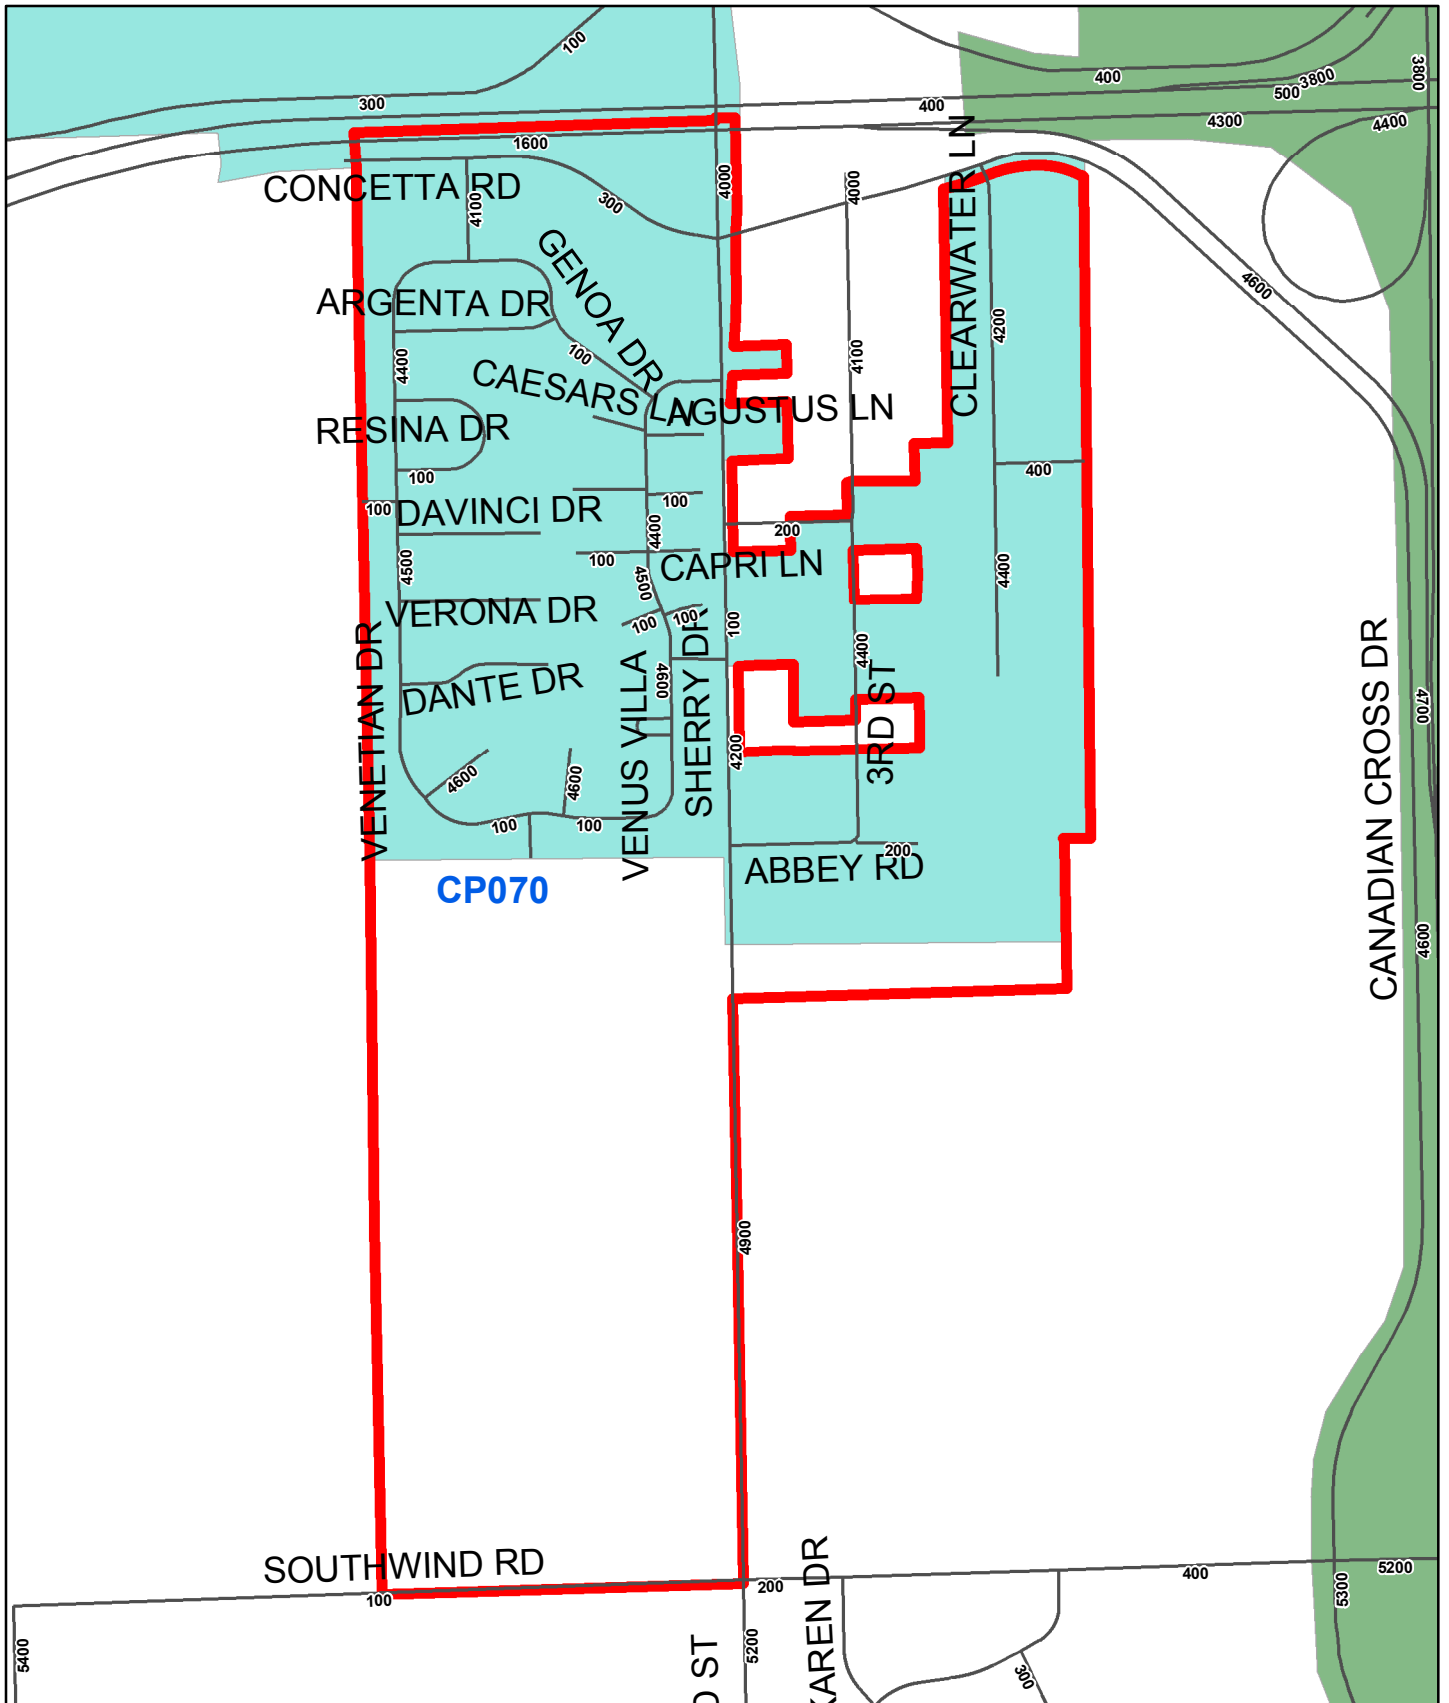 100
300
400
400
500
3800
3800
4300
4400
1600
CONCETTA RD
4100
300
4000
4000
CLEARWATER LN
GENOA DR
4600
ARGENTA DR
4200
100
4400
4100
CAESARS LN
AGUSTUS LN
RESINA DR
100
400
100
DAVINCI DR
100
4400
200
100
CAPRI LN
4500
4500
4400
VERONA DR
100
100
100
VENETIAN DR
DANTE DR
VENUS VILLA
4600
SHERRY DR
4400
3RD ST
4200
CANADIAN CROSS DR
4700
4600
4600
100
100
200
ABBEY RD
CP070
4600
4900
SOUTHWIND RD
100
200
KAREN DR
400
5200
5300
5400
5200
ST
300